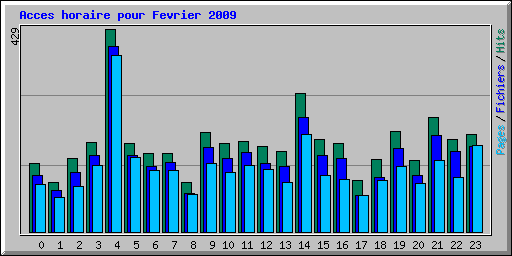 Acces horaire pour Fevrier 2009
429
Pages / Fichiers / Hits
0 1 2 3 4 5 6 7 8 9 10 11 12 13 14 15 16 17 18 19 20 21 22 23